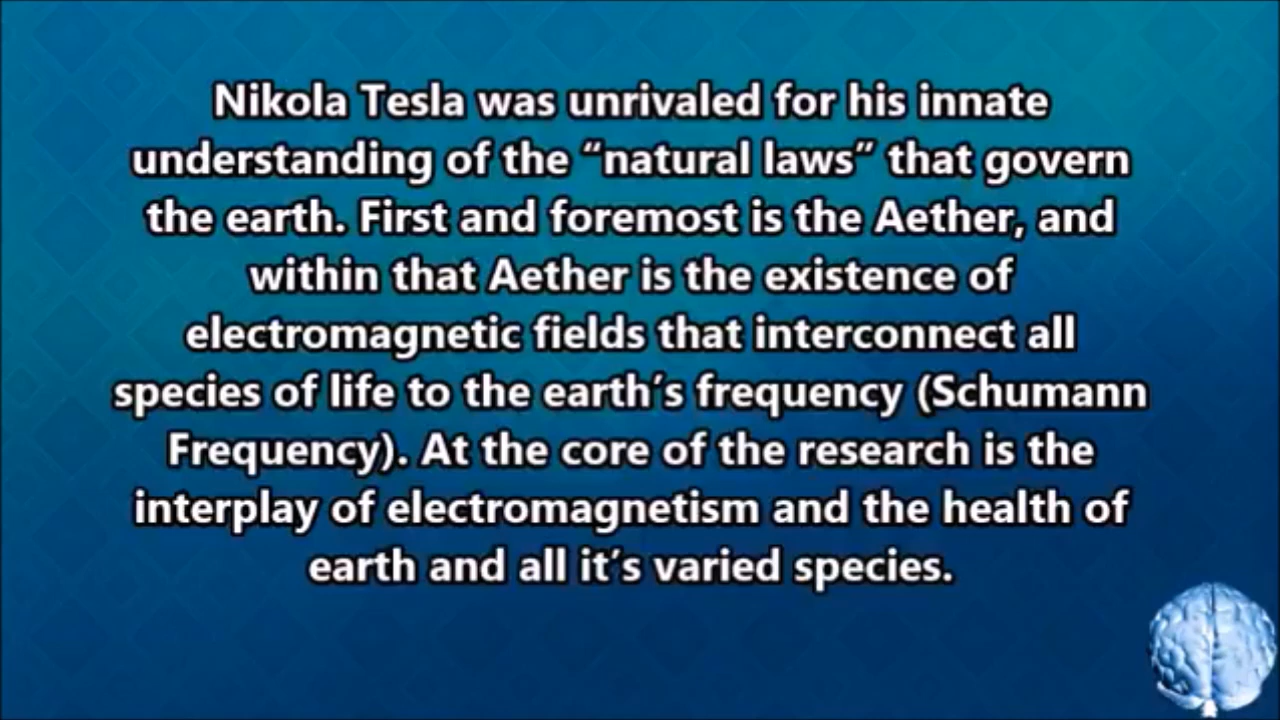 Nikola Tesla was unrivaled for his innate
understanding of the “natural laws” that govern
the earth. First and foremost is the Aether, and
within that Aether is the existence of
electromagnetic fields that interconnect all
species of life to the earth’s frequency (Schumann
Frequency). At the core of the research is the
interplay of electromagnetism and the health of
earth and all it’s varied species.